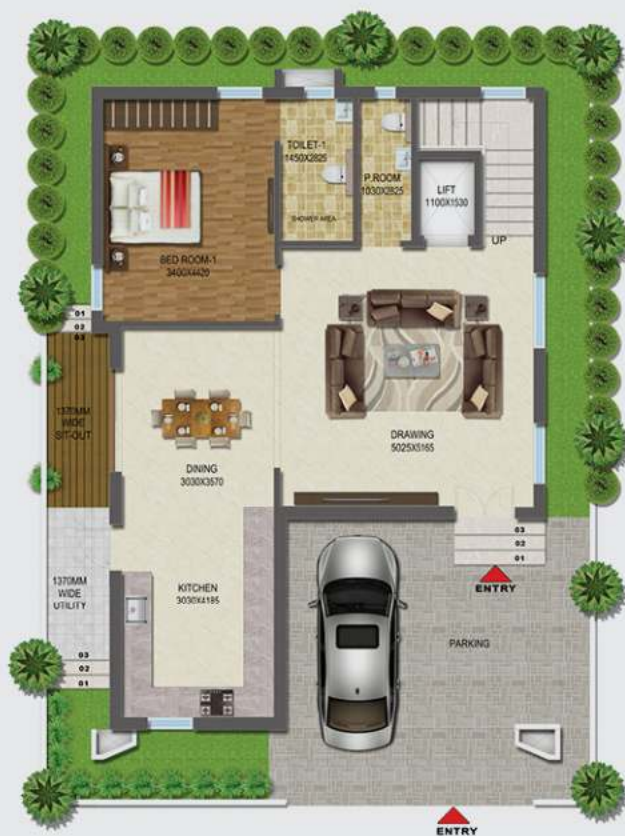 TOILET-1
1450X2825
SHOWER AREA
P.ROOM
1030X2825
LIFT
1100X1530
UP
BED ROOM-1
3400X4420
01
02
03
1370MM
WIDE
SIT-OUT
DRAWING
5025X5165
DINING
3030X3570
03
02
01
ENTRY
1370MM
WIDE
UTILITY
KITCHEN
3030X4185
PARKING
03
02
01
ENTRY